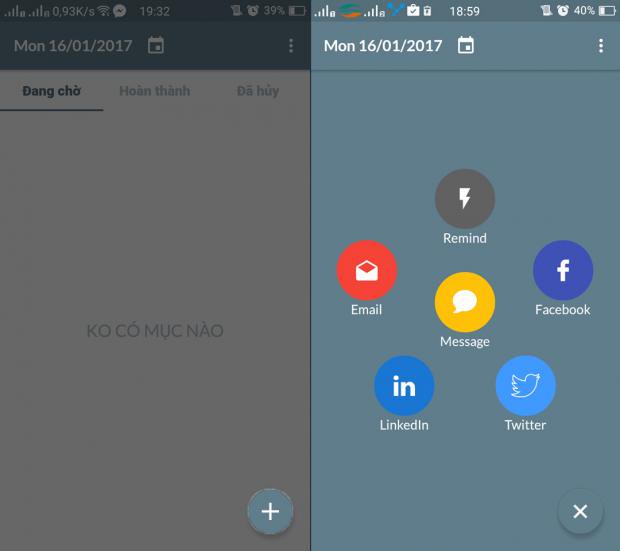 0,93K/s 19:32 39%
Mon 16/01/2017
Đang chờ Hoàn thành Đã hủy
KO CÓ MỤC NÀO
18:59 40%
Mon 16/01/2017
Remind
Email
Facebook
Message
LinkedIn
Twitter